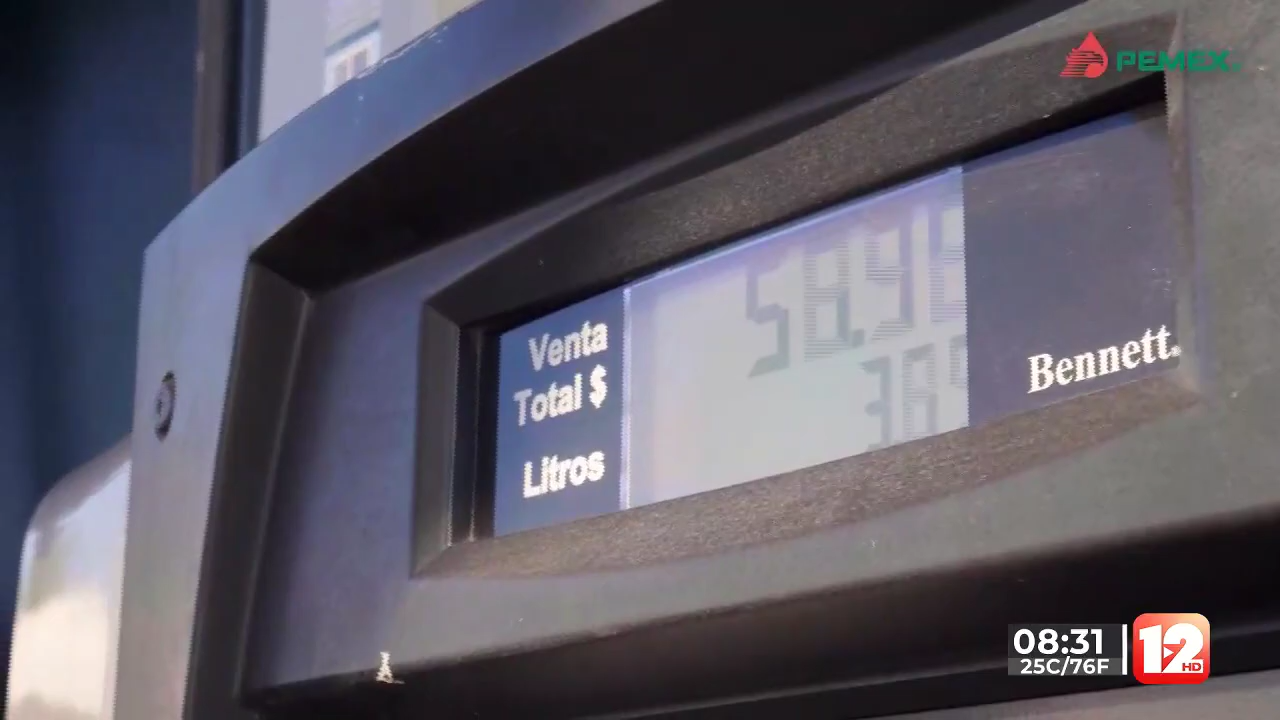 PEMEX
Venta
Total $
Litros
Bennett.
08:31
25C/76F
12
HD